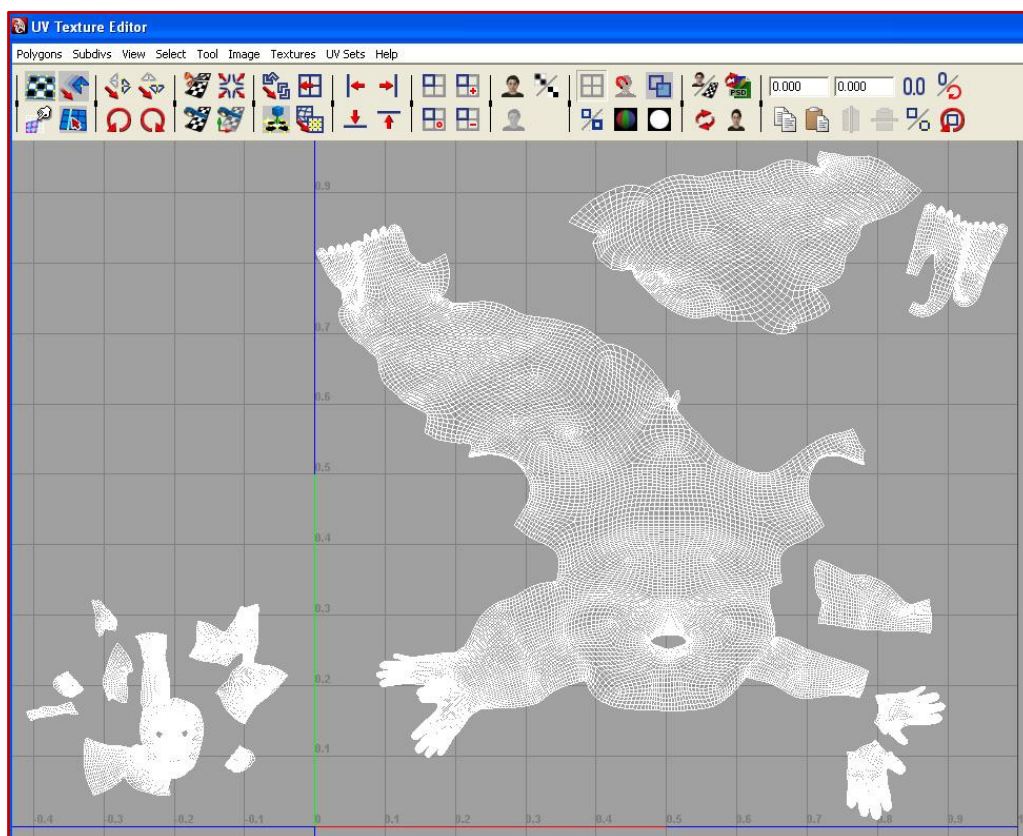 UV Texture Editor
Polygons Subdivs View Select Tool Image Textures UV Sets Help
0.000 0.000 0.0
PSD
0.9
0.7
0.6
0.5
0.4
0.3
0.2
0.1
-0.4 -0.3 -0.2 -0.1 0 0.1 0.2 0.3 0.4 0.5 0.6 0.7 0.8 0.9 1